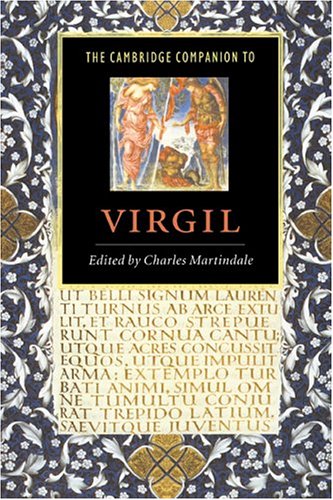 THE CAMBRIDGE COMPANION TO
VIRGIL
Edited by Charles Martindale
UT BELLI SIGNUM LAUREN
TI TURNUS AB ARCE EXTU
LIT, ET RAUCO STREPUE
RUNT CORNUA CANTU;
UTQUE ACRES CONCUSSIT
EQUOS, UTQUE IMPULIT
ARMA: EXTEMPLO TUR
BATI ANIMI, SIMUL OM
NE TUMULTU CONJU
RAT TREPIDO LATIUM,
SAEVITQUE JUVENTUS